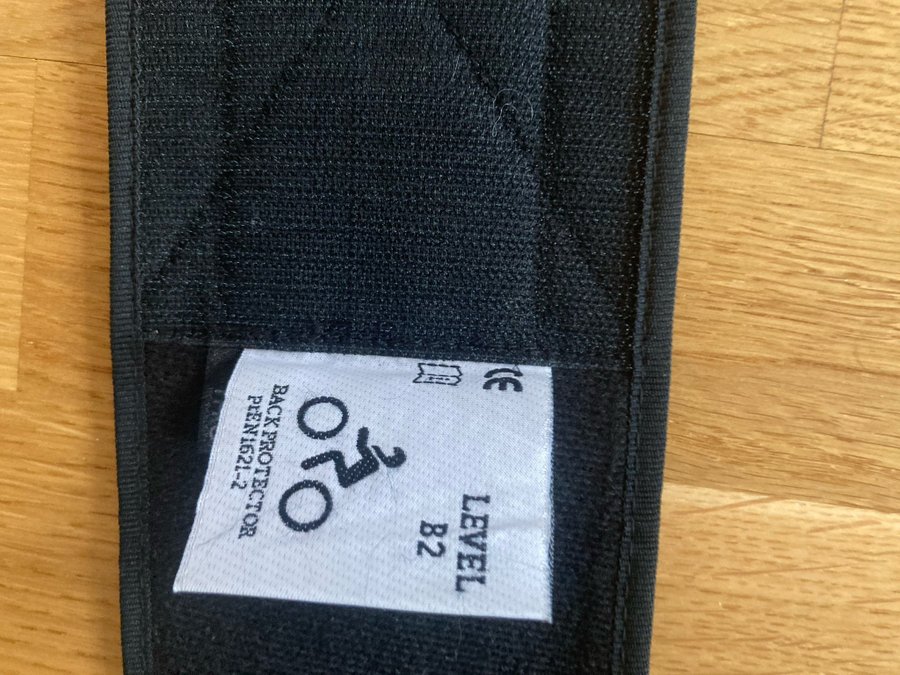 CE
LEVEL
B2
BACK PROTECTOR
prEN1621-2